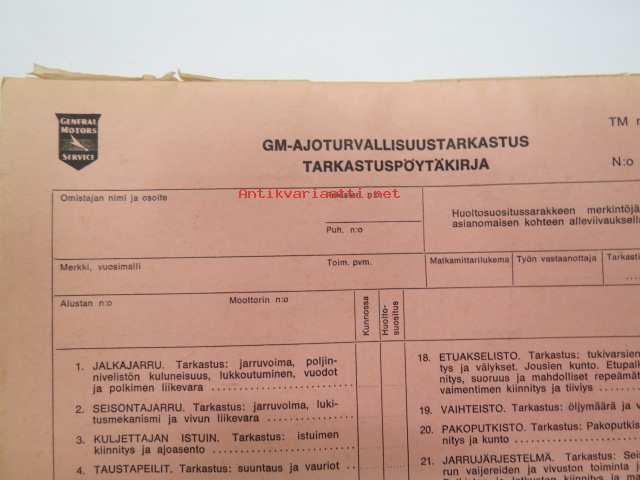 GENERAL
MOTORS
SERVICE
GM-AJOTURVALLISUUSTARKASTUS
TARKASTUSPÖYTÄKIRJA
TM
N:o
Antikvariaatti.net
Omistajan nimi ja osoite
Puh. n:o
Huoltosuositussarakkeen merkintöjä
asianomaisen kohteen alleviivauksella
Merkki, vuosimalli
Toim. pvm.
Matkamittarilukema
Työn vastaanottaja
Tarkasti
Alustan n:o
Moottorin n:o
Kunnossa
Huolto-
suositus
1. JALKAJARRU. Tarkastus: jarruvoima, poljin-
nivelistön kuluneisuus, lukkoutuminen, vuodot
ja polkimen liikevara
2. SEISONTAJARRU. Tarkastus: jarruvoima, luki-
tusmekanismi ja vivun liikevara
3. KULJETTAJAN ISTUIN. Tarkastus: istuimen
kiinnitys ja ajoasento
4. TAUSTAPEILIT. Tarkastus: suuntaus ja vauriot
18. ETUAKSELISTO. Tarkastus: tukivarsien
tys ja välykset. Jousien kunto. Etupalk
nitys, suoruus ja mahdolliset repeämät
vaimentimen kiinnitys ja tiiviys
19. VAIHTEISTO. Tarkastus: öljymäärä ja v
20. PAKOPUTKISTO. Tarkastus: Pakoputkis
nitys ja kunto
21. JARRUJÄRJESTELMÄ. Tarkastus: Sei
run vaijereiden ja vivuston toiminta j